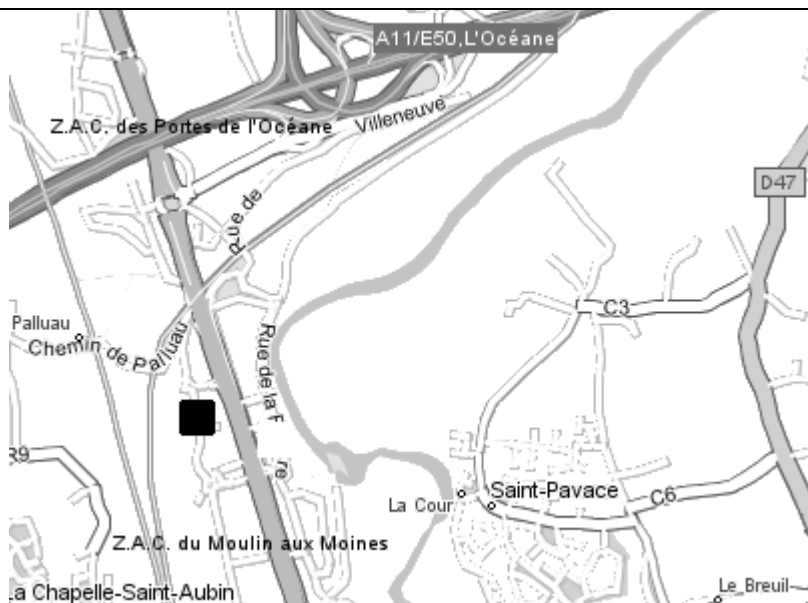 A11/E50,L'Océane
Z.A.C. des Portes de l'Océane
Villeneuve
D47
Rue de
Palluau
Chemin de Palluau
C3
Rue de la F
re
R9
La Cour
Saint-Pavace
C6
Z.A.C. du Moulin aux Moines
La Chapelle-Saint-Aubin
Le Breuil